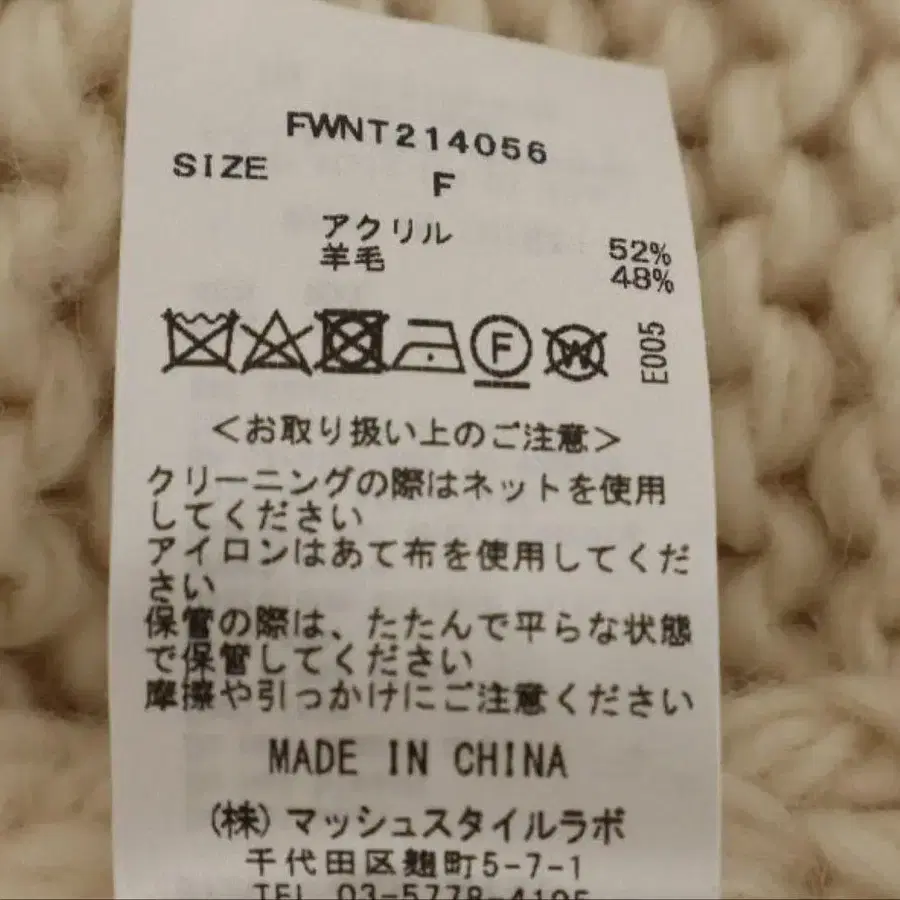 FWNT214056
SIZE F
アクリル 52%
羊毛 48%
F W E005
<お取り扱い上のご注意>
クリーニングの際はネットを使用
してください
アイロンはあて布を使用してくだ
さい
保管の際は、たたんで平らな状態
で保管してください
摩擦や引っかけにご注意ください
MADE IN CHINA
(株)マッシュスタイルラボ
千代田区麹町5-7-1
TEL 03-5778-4105